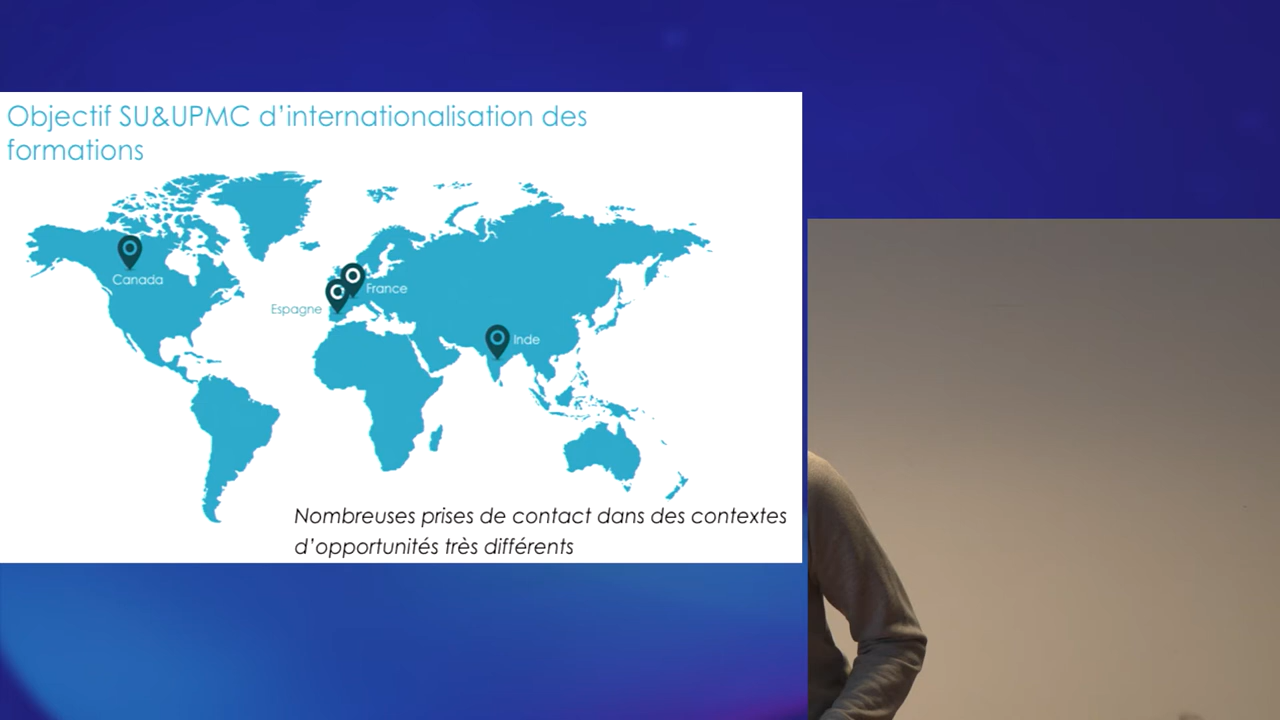 Objectif SU&UPMC d'internationalisation des
formations
Canada
France
Espagne
Inde
Nombreuses prises de contact dans des contextes
d'opportunités très différents